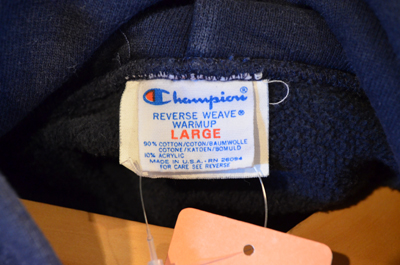 Champion
REVERSE WEAVE®
WARMUP
LARGE
90% COTTON/COTON/BAUMWOLLE
COTONE/KATOEN/BOMULD
10% ACRYLIC
MADE IN U.S.A.-RN 26094
FOR CARE SEE REVERSE